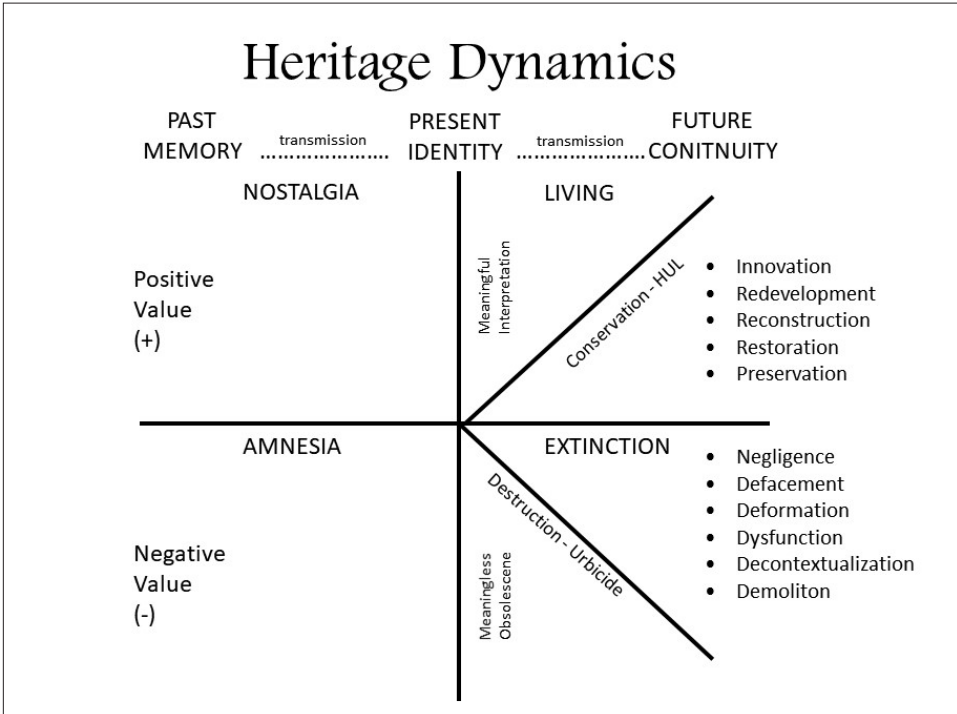 Heritage Dynamics
PAST
MEMORY
transmission
………………….
PRESENT
IDENTITY
transmission
………………….
FUTURE
CONITNUITY
NOSTALGIA
LIVING
Positive
Value
(+)
Meaningful
Interpretation
Conservation - HUL
• Innovation
• Redevelopment
• Reconstruction
• Restoration
• Preservation
AMNESIA
EXTINCTION
Negative
Value
(-)
Meaningless
Obsolescene
Destruction - Urbicide
• Negligence
• Defacement
• Deformation
• Dysfunction
• Decontextualization
• Demoliton